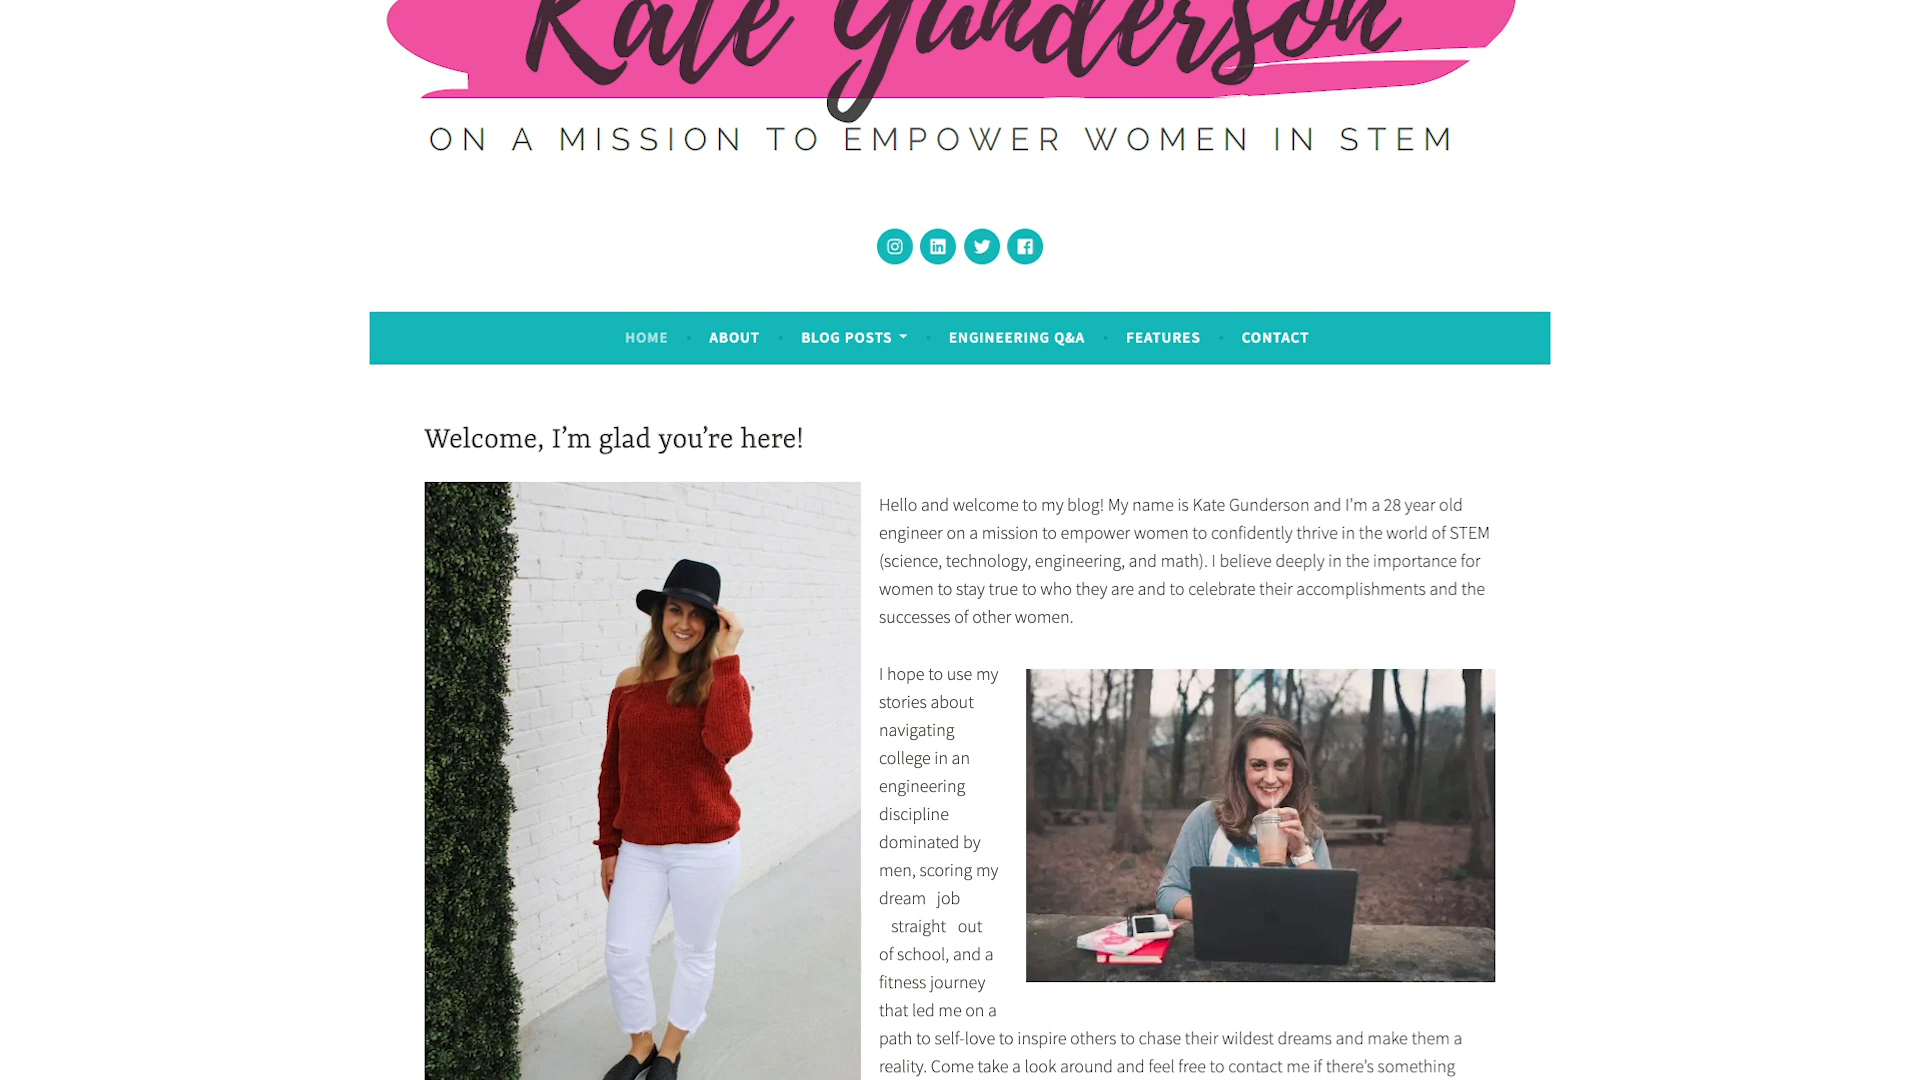 Kate Gunderson
ON A MISSION TO EMPOWER WOMEN IN STEM
HOME ABOUT BLOG POSTS ENGINEERING Q&A FEATURES CONTACT
Welcome, I’m glad you’re here!
Hello and welcome to my blog! My name is Kate Gunderson and I’m a 28 year old
engineer on a mission to empower women to confidently thrive in the world of STEM
(science, technology, engineering, and math). I believe deeply in the importance for
women to stay true to who they are and to celebrate their accomplishments and the
successes of other women.
I hope to use my
stories about
navigating
college in an
engineering
discipline
dominated by
men, scoring my
dream job
straight out
of school, and a
fitness journey
that led me on a
path to self-love to inspire others to chase their wildest dreams and make them a
reality. Come take a look around and feel free to contact me if there’s something